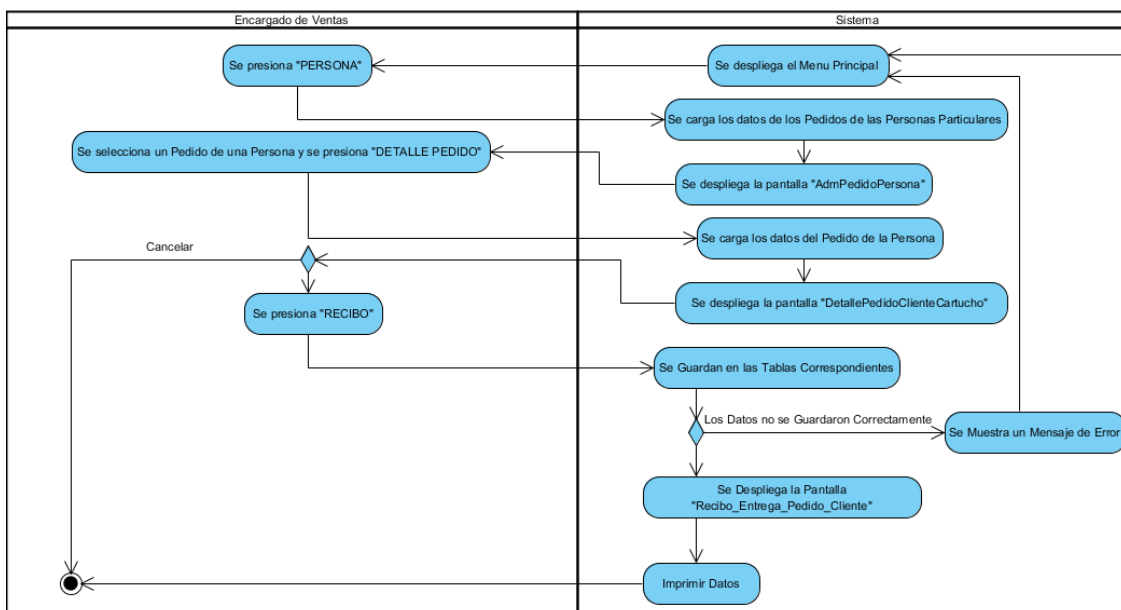 Encargado de Ventas
Sistema
Se presiona "PERSONA"
Se despliega el Menu Principal
Se carga los datos de los Pedidos de las Personas Particulares
Se selecciona un Pedido de una Persona y se presiona "DETALLE PEDIDO"
Se despliega la pantalla "AdmPedidoPersona"
Se carga los datos del Pedido de la Persona
Cancelar
Se despliega la pantalla "DetallePedidoClienteCartucho"
Se presiona "RECIBO"
Se Guardan en las Tablas Correspondientes
Los Datos no se Guardaron Correctamente
Se Muestra un Mensaje de Error
Se Despliega la Pantalla
"Recibo_Entrega_Pedido_Cliente"
Imprimir Datos